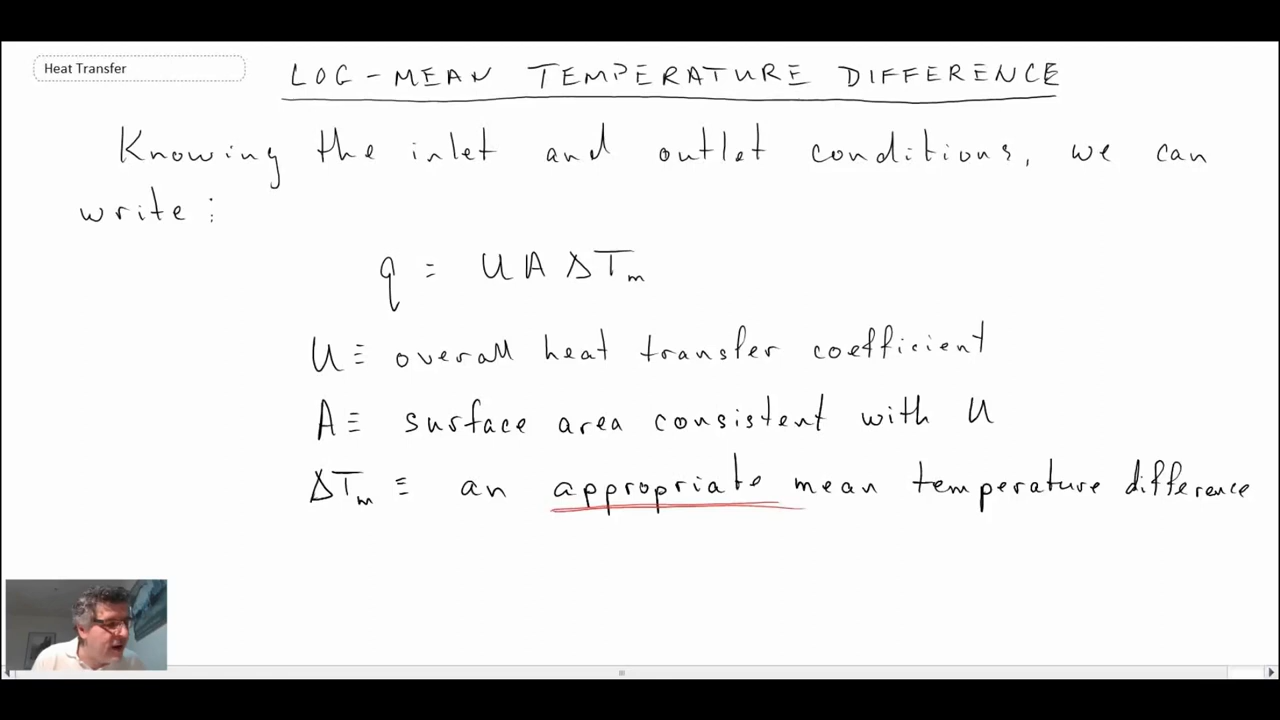 Heat Transfer
LOG-MEAN TEMPERATURE DIFFERENCE
Knowing the inlet and outlet conditions, we can
write:
q = UAΔTm
U ≡ overall heat transfer coefficient
A ≡ surface area consistent with U
ΔTm ≡ an appropriate mean temperature difference